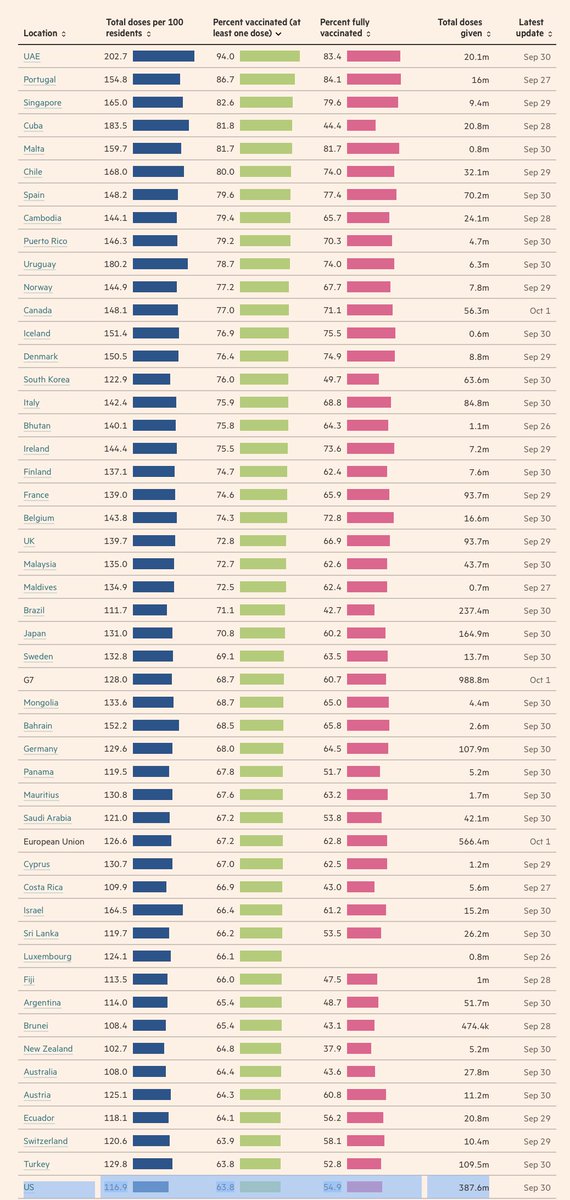 Location Total doses per 100 residents Percent vaccinated (at least one dose) Percent fully vaccinated Total doses given Latest update
UAE 202.7 94.0 83.4 20.1m Sep 30
Portugal 154.8 86.7 84.1 16m Sep 27
Singapore 165.0 82.6 79.6 9.4m Sep 29
Cuba 183.5 81.8 44.4 20.8m Sep 28
Malta 159.7 81.7 81.7 0.8m Sep 30
Chile 168.0 80.0 74.0 32.1m Sep 29
Spain 148.2 79.6 77.4 70.2m Sep 30
Cambodia 144.1 79.4 65.7 24.1m Sep 28
Puerto Rico 146.3 79.2 70.3 4.7m Sep 30
Uruguay 180.2 78.7 74.0 6.3m Sep 30
Norway 144.9 77.2 67.7 7.8m Sep 29
Canada 148.1 77.0 71.1 56.3m Oct 1
Iceland 151.4 76.9 75.5 0.6m Sep 30
Denmark 150.5 76.4 74.9 8.8m Sep 29
South Korea 122.9 76.0 49.7 63.6m Sep 30
Italy 142.4 75.9 68.8 84.8m Sep 30
Bhutan 140.1 75.8 64.3 1.1m Sep 26
Ireland 144.4 75.5 73.6 7.2m Sep 29
Finland 137.1 74.7 62.4 7.6m Sep 30
France 139.0 74.6 65.9 93.7m Sep 29
Belgium 143.8 74.3 72.8 16.6m Sep 30
UK 139.7 72.8 66.9 93.7m Sep 29
Malaysia 135.0 72.7 62.6 43.7m Sep 30
Maldives 134.9 72.5 62.4 0.7m Sep 27
Brazil 111.7 71.1 42.7 237.4m Sep 30
Japan 131.0 70.8 60.2 164.9m Sep 30
Sweden 132.8 69.1 63.5 13.7m Sep 30
G7 128.0 68.7 60.7 988.8m Oct 1
Mongolia 133.6 68.7 65.0 4.4m Sep 30
Bahrain 152.2 68.5 65.8 2.6m Sep 30
Germany 129.6 68.0 64.5 107.9m Sep 30
Panama 119.5 67.8 51.7 5.2m Sep 30
Mauritius 130.8 67.6 63.2 1.7m Sep 30
Saudi Arabia 121.0 67.2 53.8 42.1m Sep 30
European Union 126.6 67.2 62.8 566.4m Oct 1
Cyprus 130.7 67.0 62.5 1.2m Sep 29
Costa Rica 109.9 66.9 43.0 5.6m Sep 27
Israel 164.5 66.4 61.2 15.2m Sep 30
Sri Lanka 119.7 66.2 53.5 26.2m Sep 30
Luxembourg 124.1 66.1 0.8m Sep 26
Fiji 113.5 66.0 47.5 1m Sep 28
Argentina 114.0 65.4 48.7 51.7m Sep 30
Brunei 108.4 65.4 43.1 474.4k Sep 28
New Zealand 102.7 64.8 37.9 5.2m Sep 30
Australia 108.0 64.4 43.6 27.8m Sep 30
Austria 125.1 64.3 60.8 11.2m Sep 30
Ecuador 118.1 64.1 56.2 20.8m Sep 29
Switzerland 120.6 63.9 58.1 10.4m Sep 29
Turkey 129.8 63.8 52.8 109.5m Sep 30
US 116.9 63.8 54.9 387.6m Sep 30